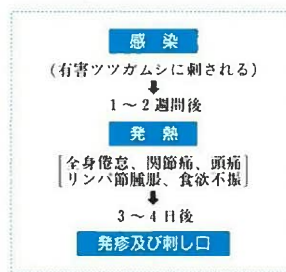 感染
(有害ツツガムシに刺される)
1～2週間後
発熱
全身倦怠、関節痛、頭痛
リンパ節腫脹、食欲不振
3～4日後
発疹及び刺し口